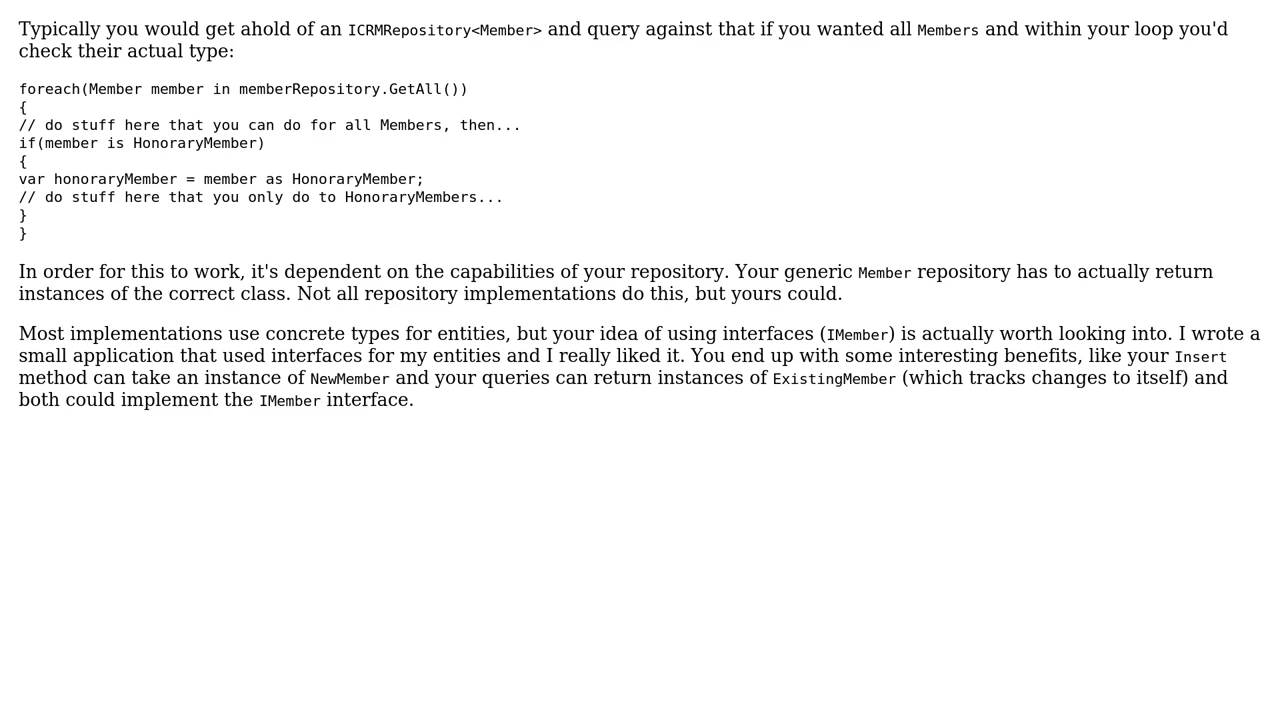 Typically you would get ahold of an ICRMRepository<Member> and query against that if you wanted all Members and within your loop you'd
check their actual type:
foreach(Member member in memberRepository.GetAll())
{
// do stuff here that you can do for all Members, then...
if(member is HonoraryMember)
{
var honoraryMember = member as HonoraryMember;
// do stuff here that you only do to HonoraryMembers...
}
}
In order for this to work, it's dependent on the capabilities of your repository. Your generic Member repository has to actually return
instances of the correct class. Not all repository implementations do this, but yours could.
Most implementations use concrete types for entities, but your idea of using interfaces (IMember) is actually worth looking into. I wrote a
small application that used interfaces for my entities and I really liked it. You end up with some interesting benefits, like your Insert
method can take an instance of NewMember and your queries can return instances of ExistingMember (which tracks changes to itself) and
both could implement the IMember interface.